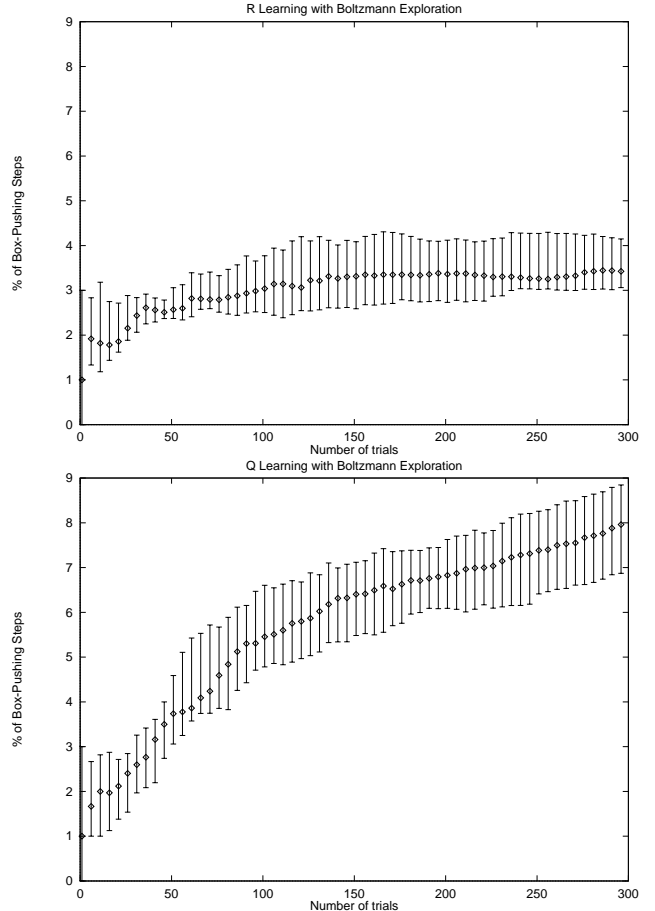 R Learning with Boltzmann Exploration
9
8
7
6
5
4
3
2
1
0
% of Box-Pushing Steps
0 50 100 150 200 250 300
Number of trials
Q Learning with Boltzmann Exploration
9
8
7
6
5
4
3
2
1
0
% of Box-Pushing Steps
0 50 100 150 200 250 300
Number of trials